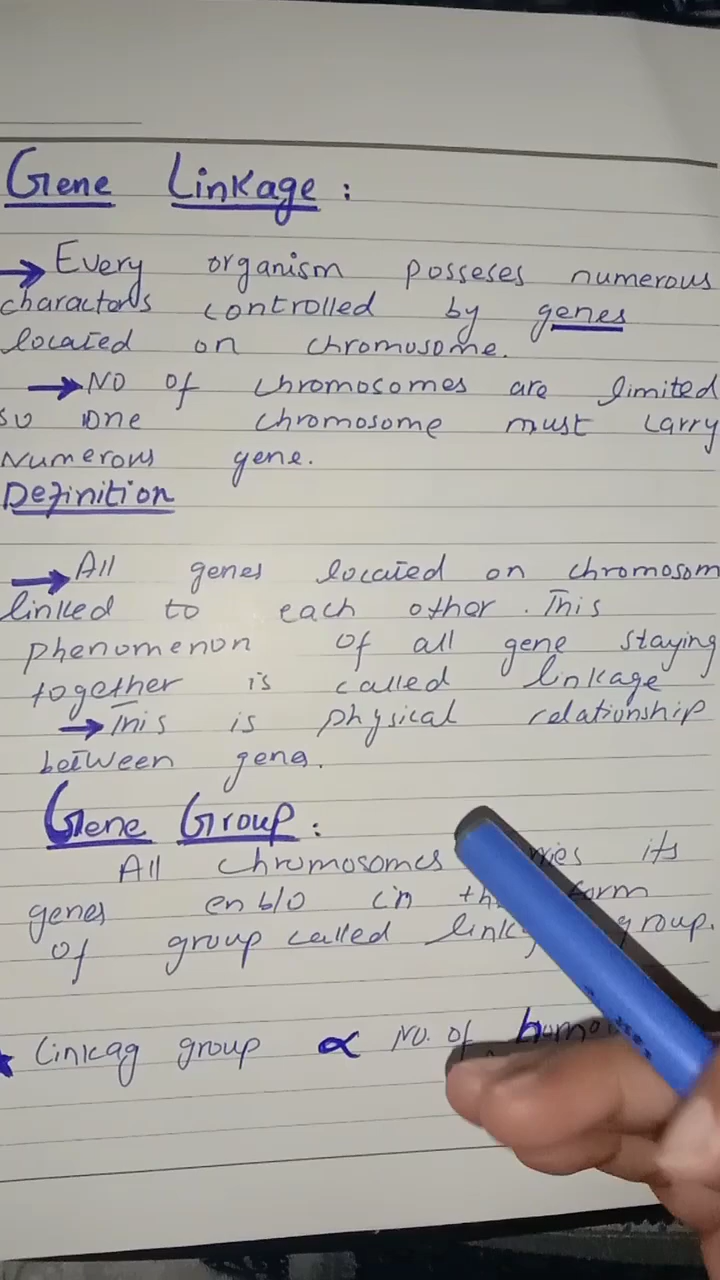 Gene Linkage :
→ Every organism posseses numerous
charactors controlled by genes
located on chromosome.
→ No of chromosomes are limited
so one chromosome must carry
Numerous gene.
Definition
→ All genes located on chromosom
linked to each other. This
phenomenon of all gene staying
together is called linkage
→ This is physical relationship
between gene.
Gene Group :
All chromosomes its
genes en blo in form
of group called group.
Linkag group ∝ No. of